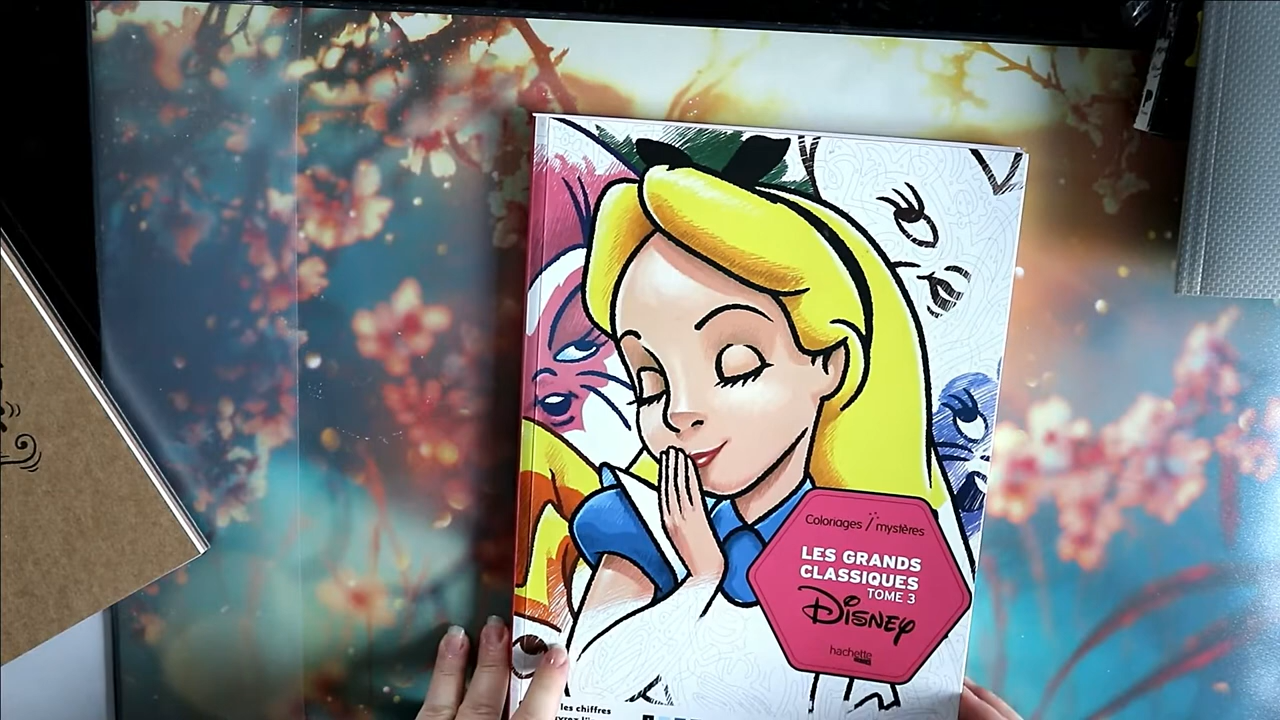 Coloriages mystères
LES GRANDS
CLASSIQUES
TOME 3
Disney
hachette
les chiffres